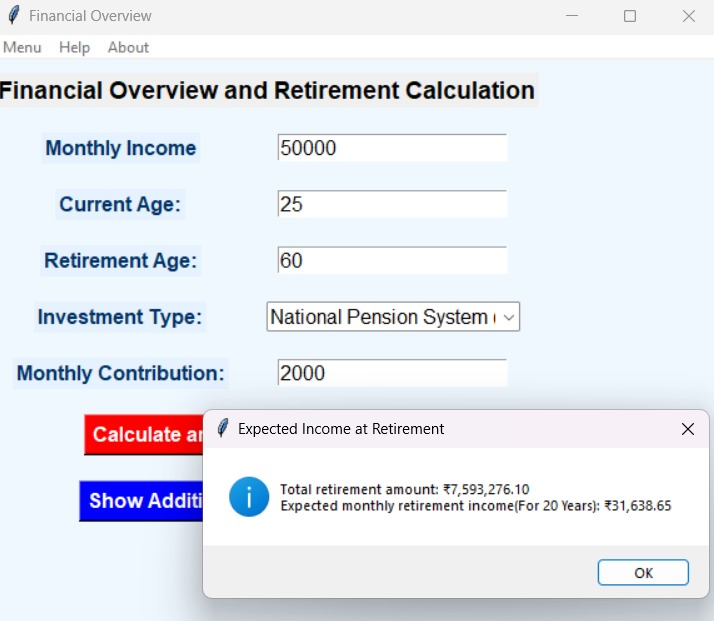 Financial Overview
Menu Help About
Financial Overview and Retirement Calculation
Monthly Income 50000
Current Age: 25
Retirement Age: 60
Investment Type: National Pension System (
Monthly Contribution: 2000
Calculate
Show
Expected Income at Retirement
Total retirement amount: ₹7,593,276.10
Expected monthly retirement income(For 20 Years): ₹31,638.65
OK